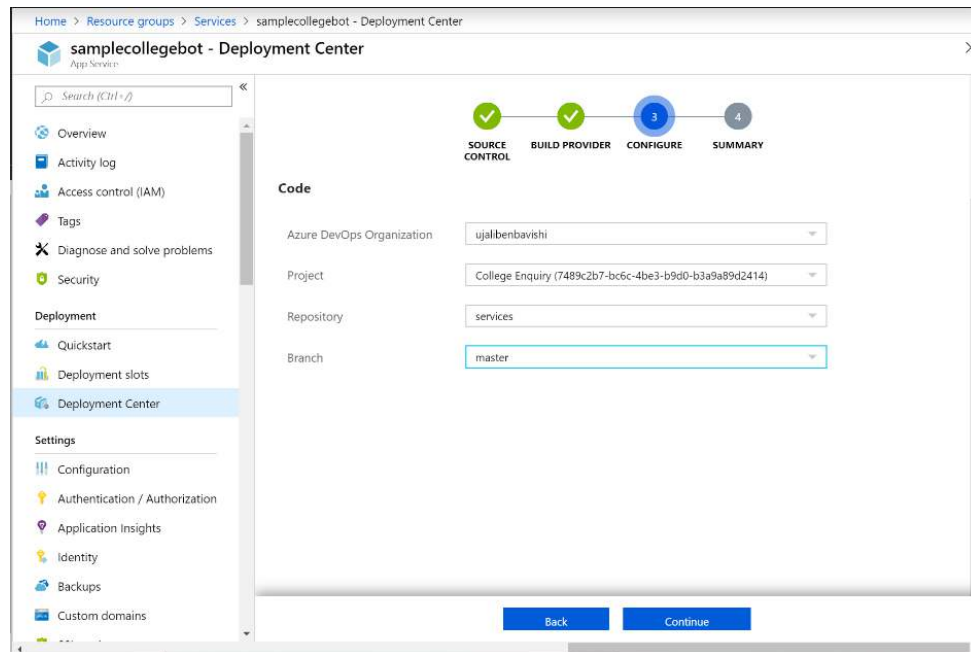 Home > Resource groups > Services > samplecollegebot - Deployment Center
samplecollegebot - Deployment Center
App Service
Search (Ctrl+/)
Overview
Activity log
Access control (IAM)
Tags
Diagnose and solve problems
Security
Deployment
Quickstart
Deployment slots
Deployment Center
Settings
Configuration
Authentication / Authorization
Application Insights
Identity
Backups
Custom domains
3
4
SOURCE CONTROL
BUILD PROVIDER
CONFIGURE
SUMMARY
Code
Azure DevOps Organization
ujalibenbavishi
Project
College Enquiry (7489c2b7-bc6c-4be3-b9d0-b3a9a89d2414)
Repository
services
Branch
master
Back
Continue